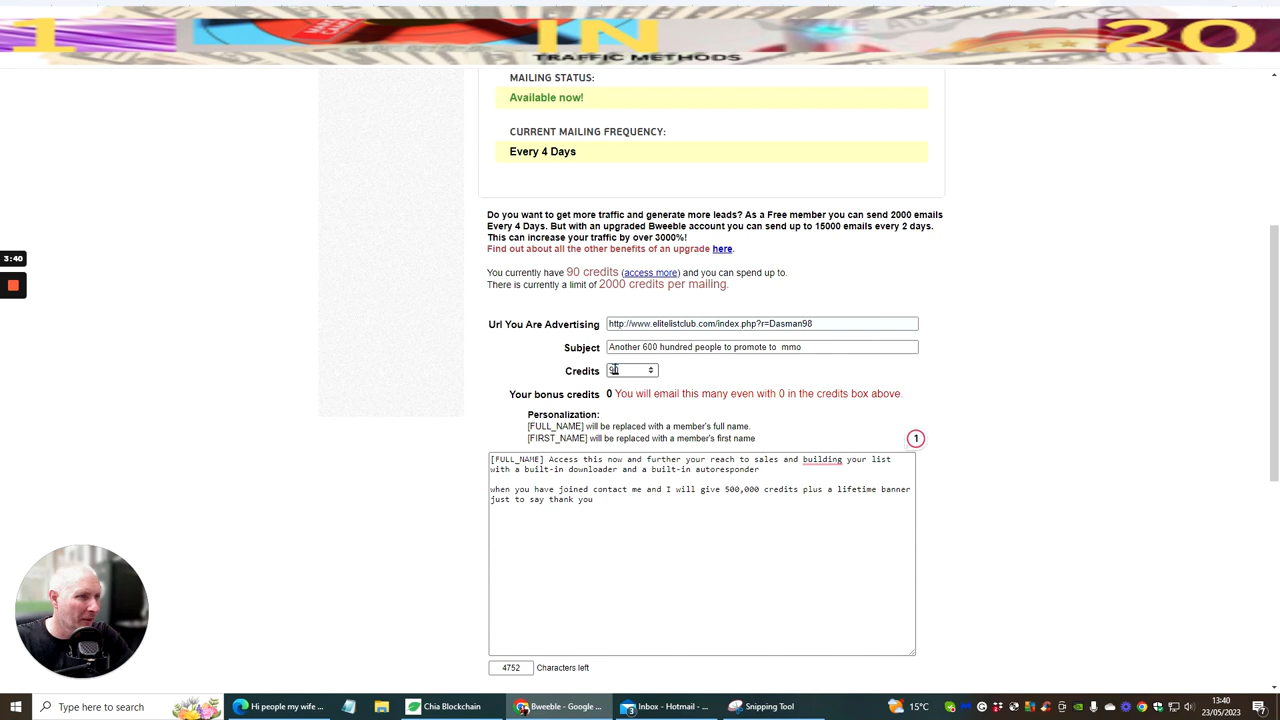 1 IN 20
TRAFFIC METHODS
MAILING STATUS:
Available now!
CURRENT MAILING FREQUENCY:
Every 4 Days
Do you want to get more traffic and generate more leads? As a Free member you can send 2000 emails
Every 4 Days. But with an upgraded Bweeble account you can send up to 15000 emails every 2 days.
This can increase your traffic by over 3000%!
Find out about all the other benefits of an upgrade here.
You currently have 90 credits (access more) and you can spend up to.
There is currently a limit of 2000 credits per mailing.
3:40
Url You Are Advertising http://www.elitelistclub.com/index.php?r=Dasman98
Subject Another 600 hundred people to promote to mmo
Credits 90
Your bonus credits 0 You will email this many even with 0 in the credits box above.
Personalization:
[FULL_NAME] will be replaced with a member's full name.
[FIRST_NAME] will be replaced with a member's first name
1
[FULL_NAME] Access this now and further your reach to sales and building your list
with a built-in downloader and a built-in autoresponder
when you have joined contact me and I will give 500,000 credits plus a lifetime banner
just to say thank you
4752 Characters left
Type here to search
Hi people my wife ...
Chia Blockchain
Bweeble - Google ...
3
Inbox - Hotmail - ...
Snipping Tool
15°C
13:40
23/05/2023